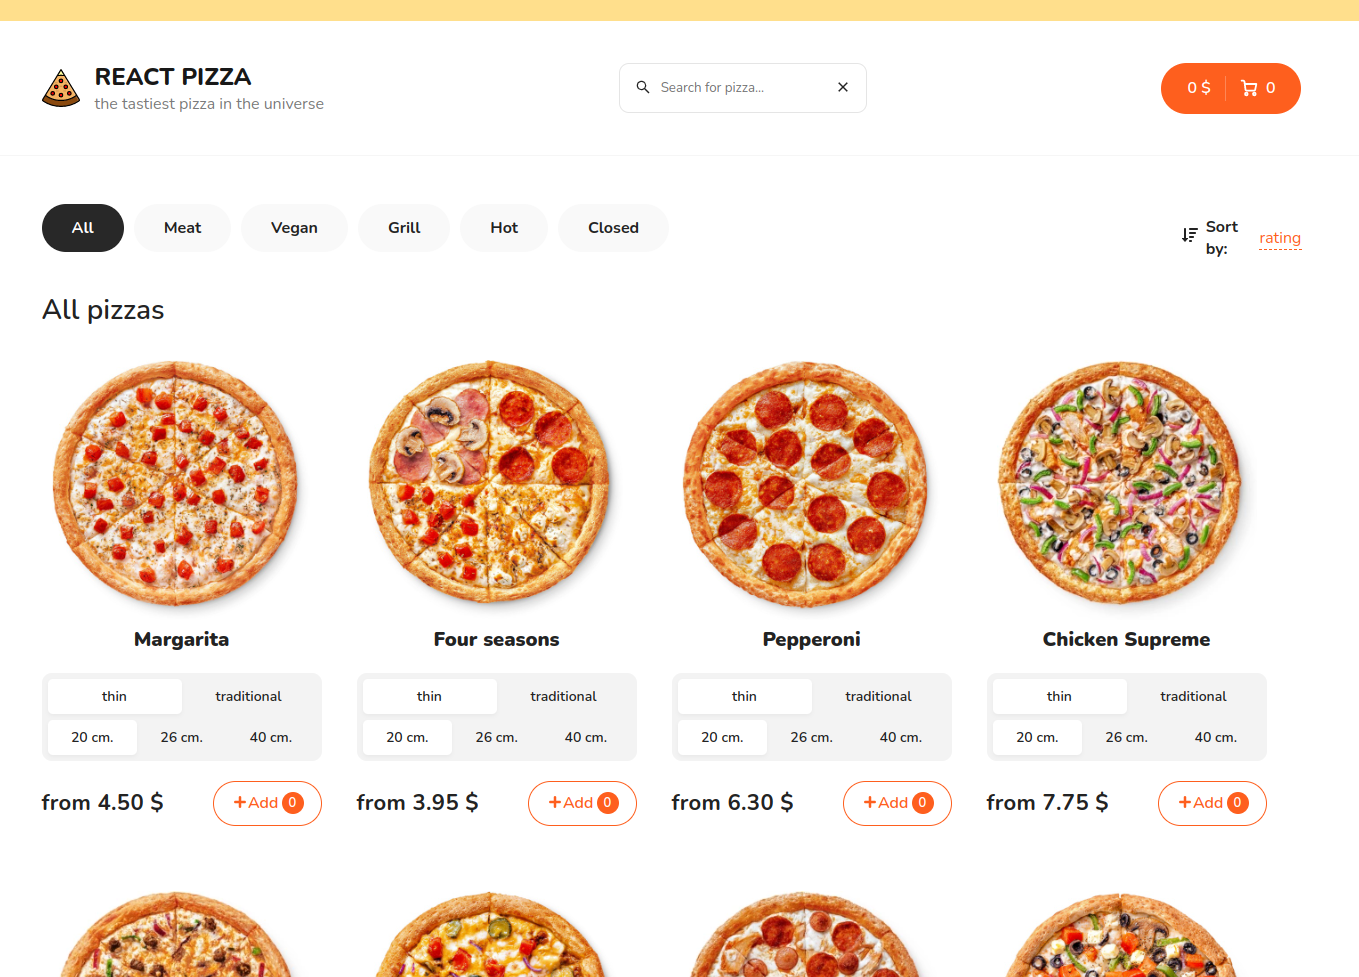 REACT PIZZA
the tastiest pizza in the universe
Search for pizza...
0 $
0
All
Meat
Vegan
Grill
Hot
Closed
Sort by:
rating
All pizzas
Margarita
thin traditional
20 cm. 26 cm. 40 cm.
from 4.50 $
+Add 0
Four seasons
thin traditional
20 cm. 26 cm. 40 cm.
from 3.95 $
+Add 0
Pepperoni
thin traditional
20 cm. 26 cm. 40 cm.
from 6.30 $
+Add 0
Chicken Supreme
thin traditional
20 cm. 26 cm. 40 cm.
from 7.75 $
+Add 0